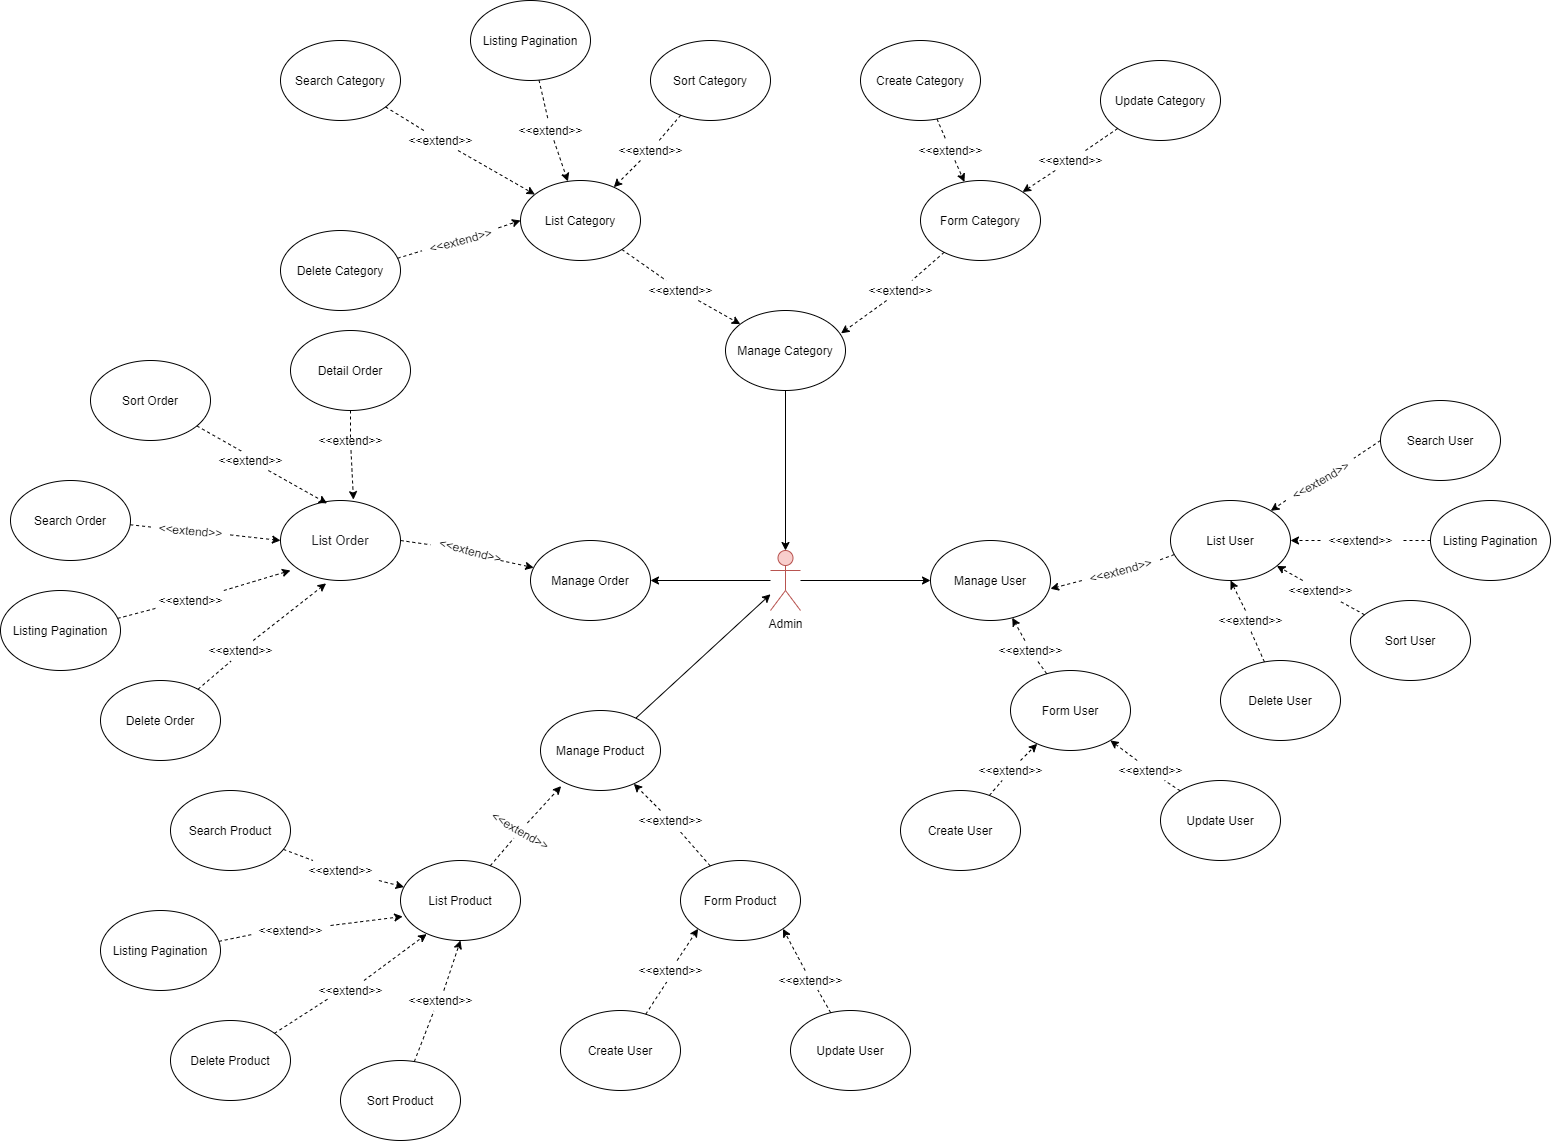 Listing Pagination
Search Category
Sort Category
Create Category
Update Category
<<extend>>
<<extend>>
<<extend>>
<<extend>>
<<extend>>
List Category
Form Category
<<extend>>
Delete Category
<<extend>>
<<extend>>
Manage Category
Detail Order
Sort Order
<<extend>>
<<extend>>
Search User
<<extend>>
Search Order
<<extend>>
List Order
<<extend>>
Manage Order
Manage User
<<extend>>
List User
<<extend>>
Listing Pagination
<<extend>>
Listing Pagination
<<extend>>
Admin
<<extend>>
Sort User
<<extend>>
<<extend>>
Delete Order
Form User
Delete User
Manage Product
<<extend>>
<<extend>>
Search Product
<<extend>>
<<extend>>
Create User
Update User
<<extend>>
List Product
Form Product
Listing Pagination
<<extend>>
<<extend>>
<<extend>>
<<extend>>
<<extend>>
Delete Product
Create User
Update User
Sort Product